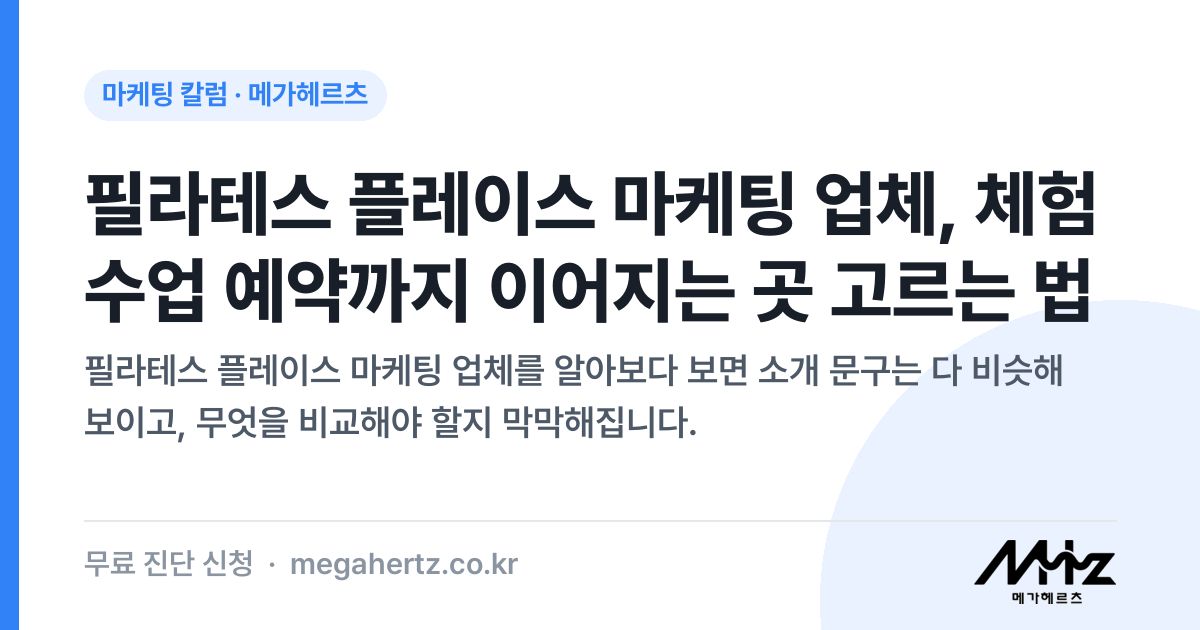 마케팅 칼럼 · 메가헤르츠
필라테스 플레이스 마케팅 업체, 체험
수업 예약까지 이어지는 곳 고르는 법
필라테스 플레이스 마케팅 업체를 알아보다 보면 소개 문구는 다 비슷해
보이고, 무엇을 비교해야 할지 막막해집니다.
무료 진단 신청 · megahertz.co.kr
MHz
메가헤르츠